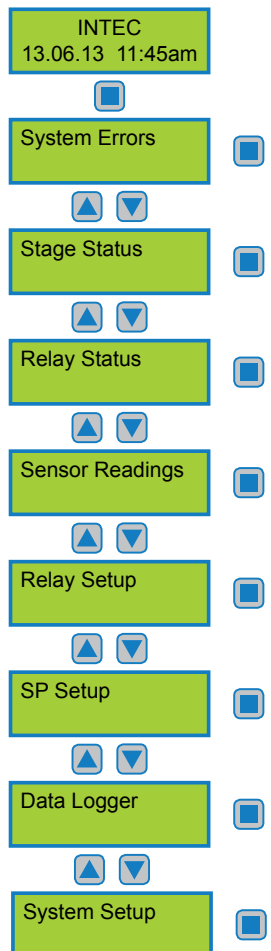 INTEC
13.06.13 11:45am
System Errors
Stage Status
Relay Status
Sensor Readings
Relay Setup
SP Setup
Data Logger
System Setup